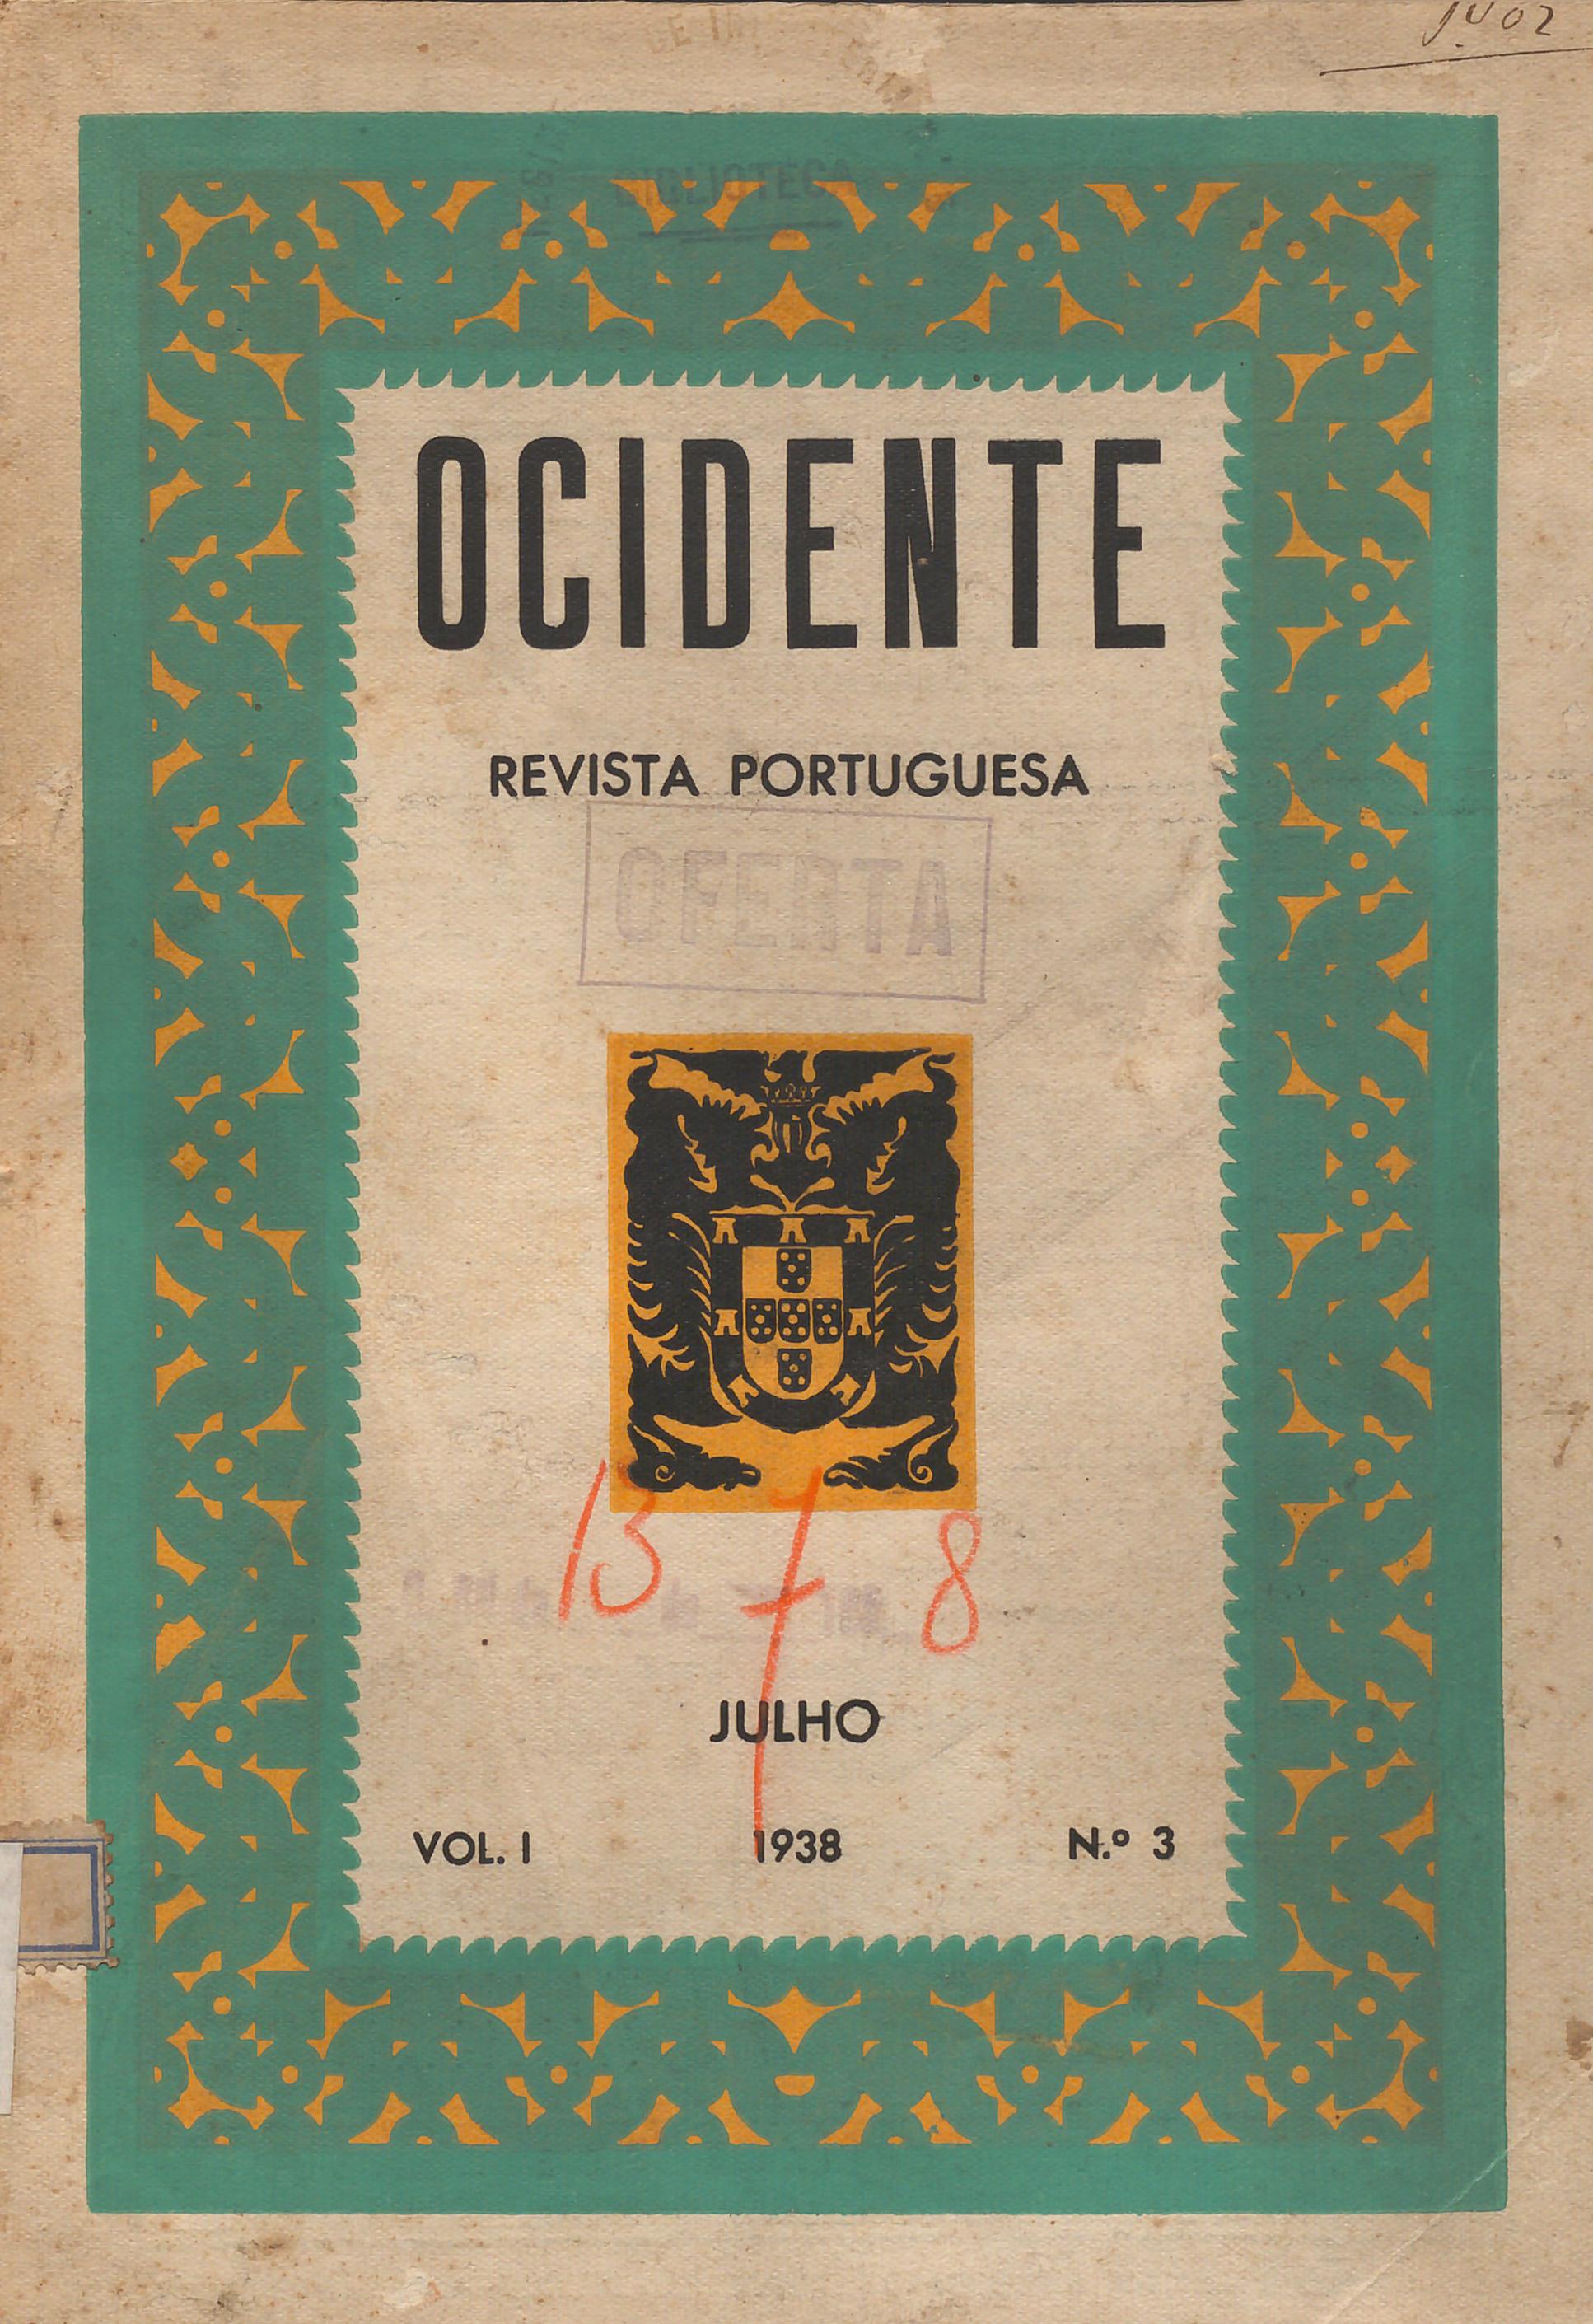 BIBLIOTECA
OCIDENTE
REVISTA PORTUGUESA
OFERTA
13 7 8
JULHO
VOL. I 1938 N.º 3